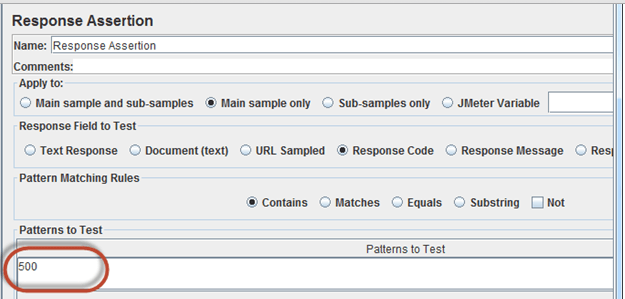 Response Assertion
Name: Response Assertion
Comments:
Apply to:
Main sample and sub-samples Main sample only Sub-samples only JMeter Variable
Response Field to Test
Text Response Document (text) URL Sampled Response Code Response Message Resp
Pattern Matching Rules
Contains Matches Equals Substring Not
Patterns to Test
Patterns to Test
500